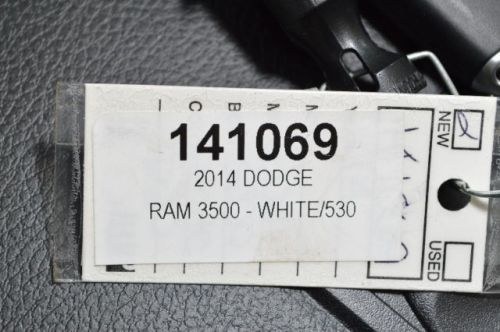 141069
2014 DODGE
RAM 3500 - WHITE/530
NEW
USED